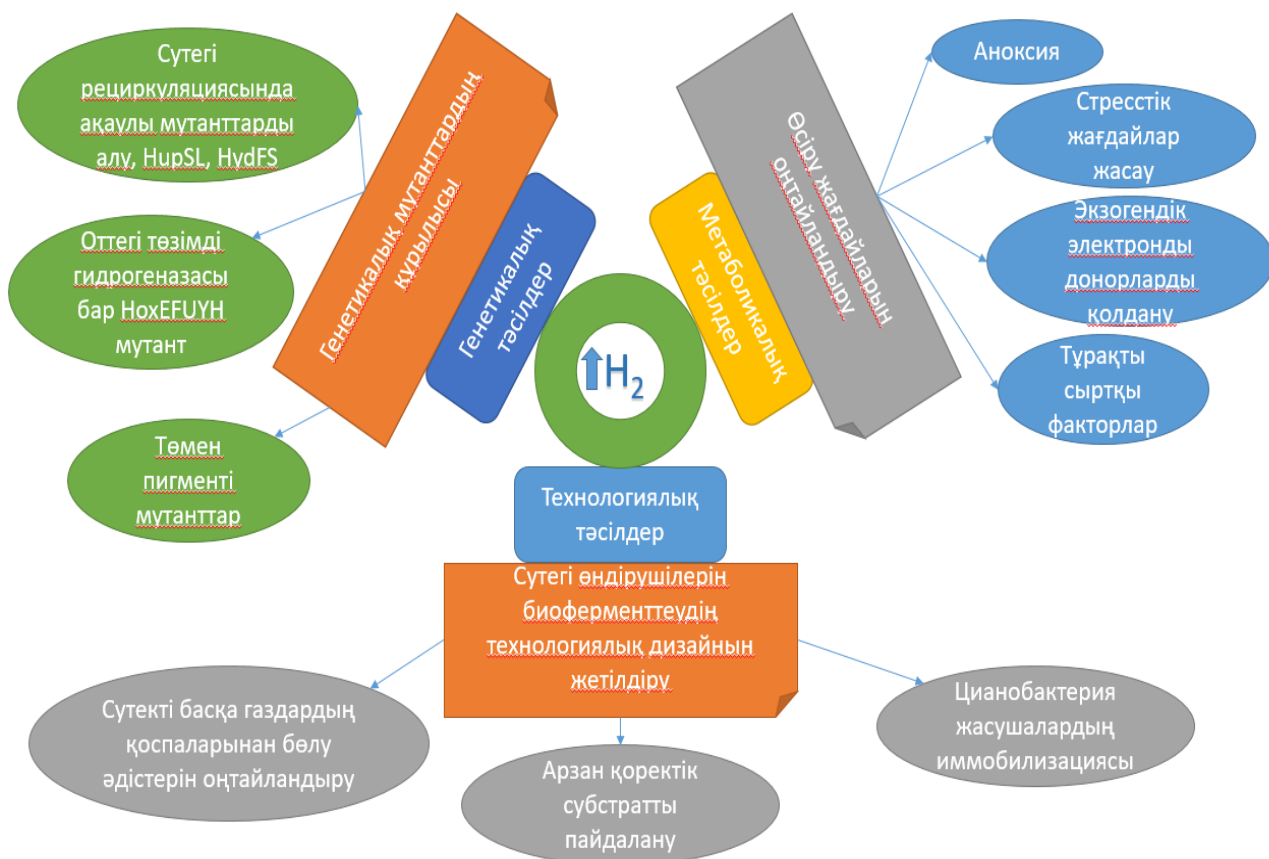 Сутегі
рециркуляциясында
ақаулы мутанттарды
алу, HupSL, HydFS
Оттегі төзімді
гидрогеназасы
бар HoxEFUYH
мутант
Төмен
пигменті
мутанттар
Генетикалық мутанттардың
құрылысы
Генетикалық
тәсілдер
H2
Метаболикалық
тәсілдер
Өсіру жағдайларын
оңтайландыру
Аноксия
Стресстік
жағдайлар
жасау
Экзогендік
электронды
донорларды
қолдану
Тұрақты
сыртқы
факторлар
Технологиялық
тәсілдер
Сутегі өндірушілерін
биоферменттеудің
технологиялық дизайнын
жетілдіру
Сутекті басқа газдардың
қоспаларынан бөлу
әдістерін оңтайландыру
Арзан қоректік
субстратты
пайдалану
Цианобактерия
жасушалардың
иммобилизациясы